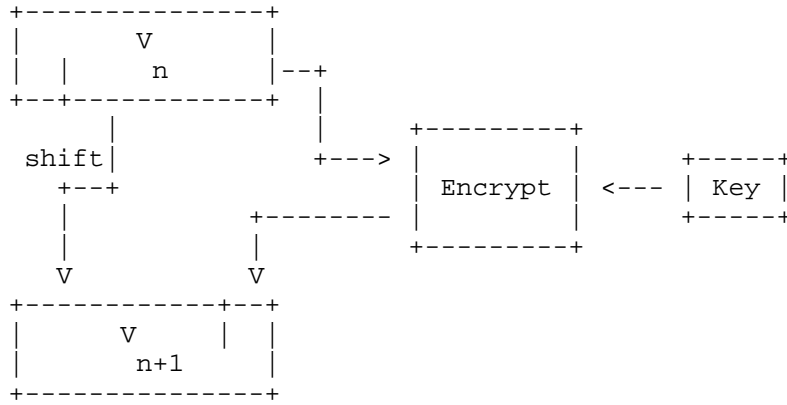 +---------------+
|       V       |
|  |     n      |--+
+--+------------+  |
      |            |     +---------+
 shift|            +---> |         |      +-----+
   +--+                  | Encrypt | <--- | Key |
   |           +-------- |         |      +-----+
   |           |         +---------+
   V           V
+------------+--+
|      V     |  |
|       n+1     |
+---------------+